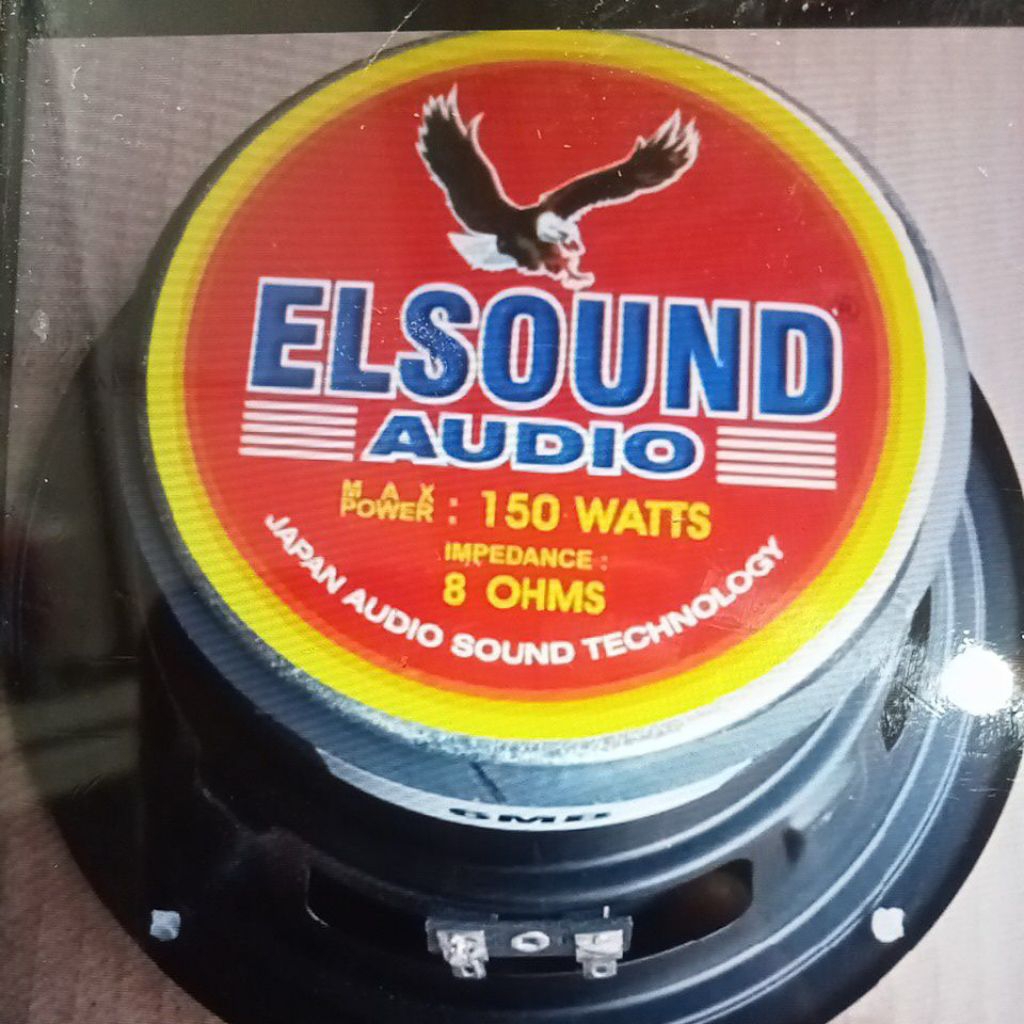 ELSOUND®
AUDIO
MAX POWER : 150 WATTS
IMPEDANCE :
8 OHMS
JAPAN AUDIO SOUND TECHNOLOGY